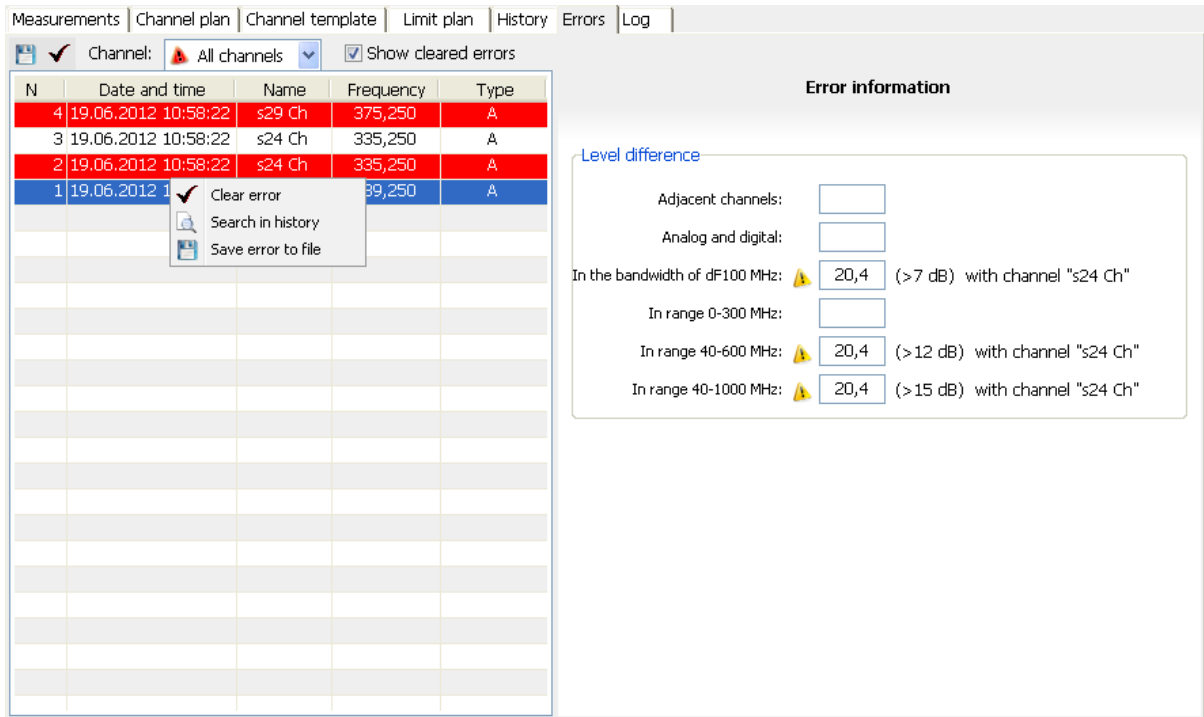 Measurements Channel plan Channel template Limit plan History Errors Log
Channel: All channels Show cleared errors
N Date and time Name Frequency Type
4 19.06.2012 10:58:22 s29 Ch 375,250 A
3 19.06.2012 10:58:22 s24 Ch 335,250 A
2 19.06.2012 10:58:22 s24 Ch 335,250 A
1 19.06.2012 1 39,250 A
Clear error
Search in history
Save error to file
Error information
Level difference
Adjacent channels:
Analog and digital:
In the bandwidth of dF100 MHz: 20,4 (>7 dB) with channel "s24 Ch"
In range 0-300 MHz:
In range 40-600 MHz: 20,4 (>12 dB) with channel "s24 Ch"
In range 40-1000 MHz: 20,4 (>15 dB) with channel "s24 Ch"